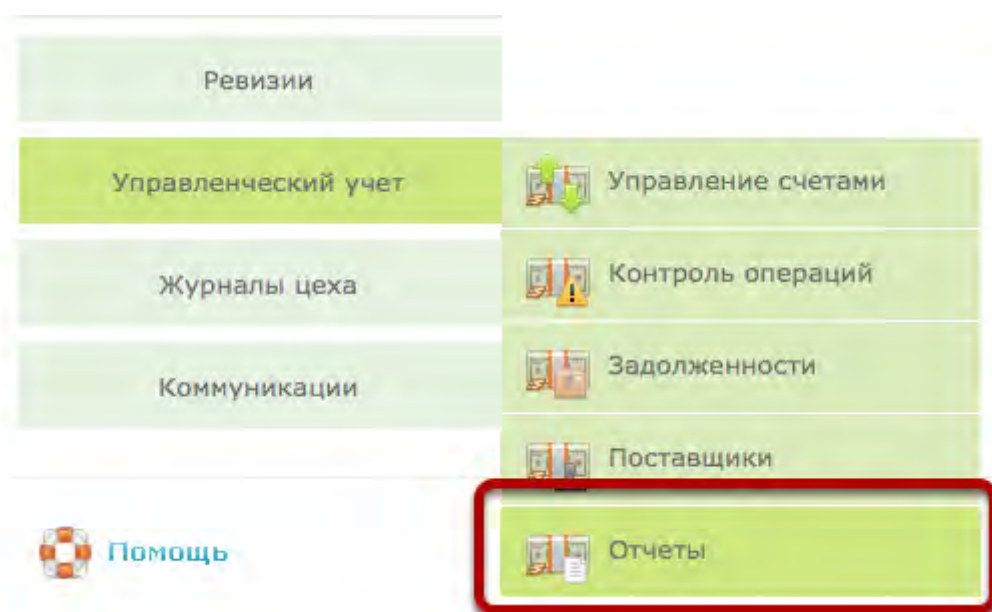 Ревизии
Управленческий учет
Журналы цеха
Коммуникации
Помощь
Управление счетами
Контроль операций
Задолженности
Поставщики
Отчеты